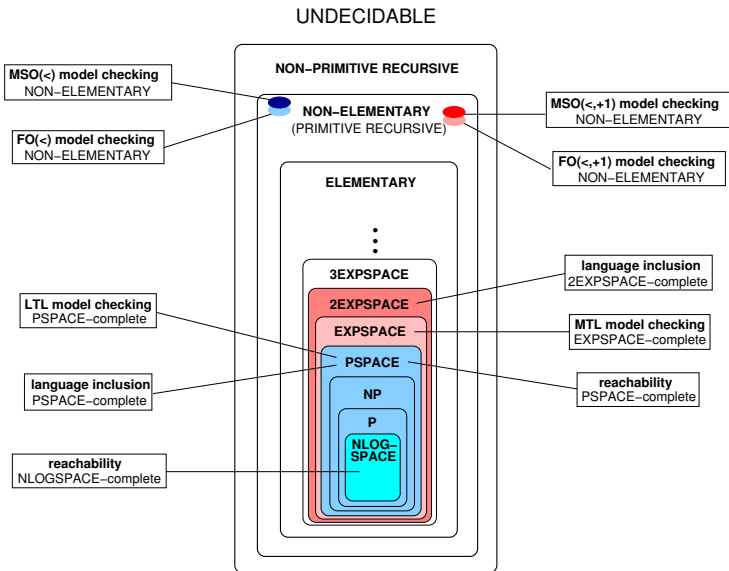 UNDECIDABLE
NON−PRIMITIVE RECURSIVE
MSO(<) model checking
NON−ELEMENTARY
FO(<) model checking
NON−ELEMENTARY
NON−ELEMENTARY
(PRIMITIVE RECURSIVE)
MSO(<,+1) model checking
NON−ELEMENTARY
FO(<,+1) model checking
NON−ELEMENTARY
ELEMENTARY
3EXPSPACE
2EXPSPACE
EXPSPACE
PSPACE
NP
P
NLOG−
SPACE
LTL model checking
PSPACE−complete
language inclusion
PSPACE−complete
reachability
NLOGSPACE−complete
language inclusion
2EXPSPACE−complete
MTL model checking
EXPSPACE−complete
reachability
PSPACE−complete